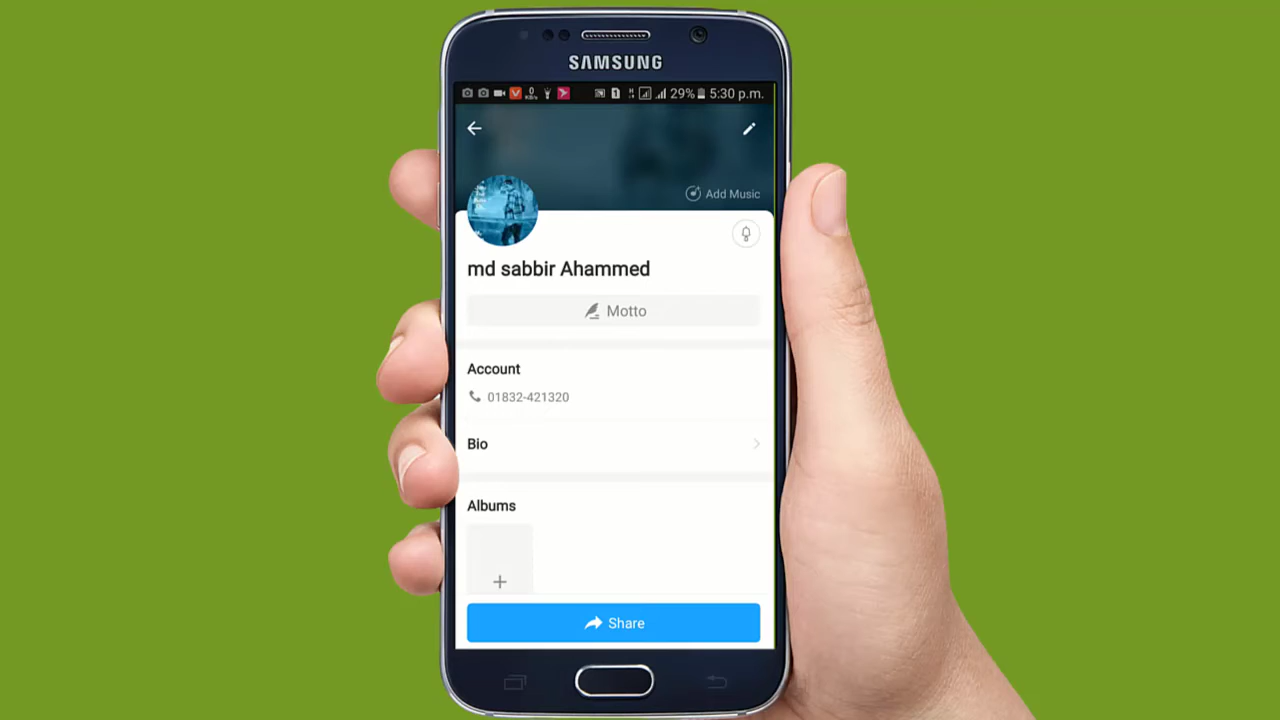 SAMSUNG
29% 5:30 p.m.
Add Music
md sabbir Ahammed
Motto
Account
01832-421320
Bio
Albums
Share